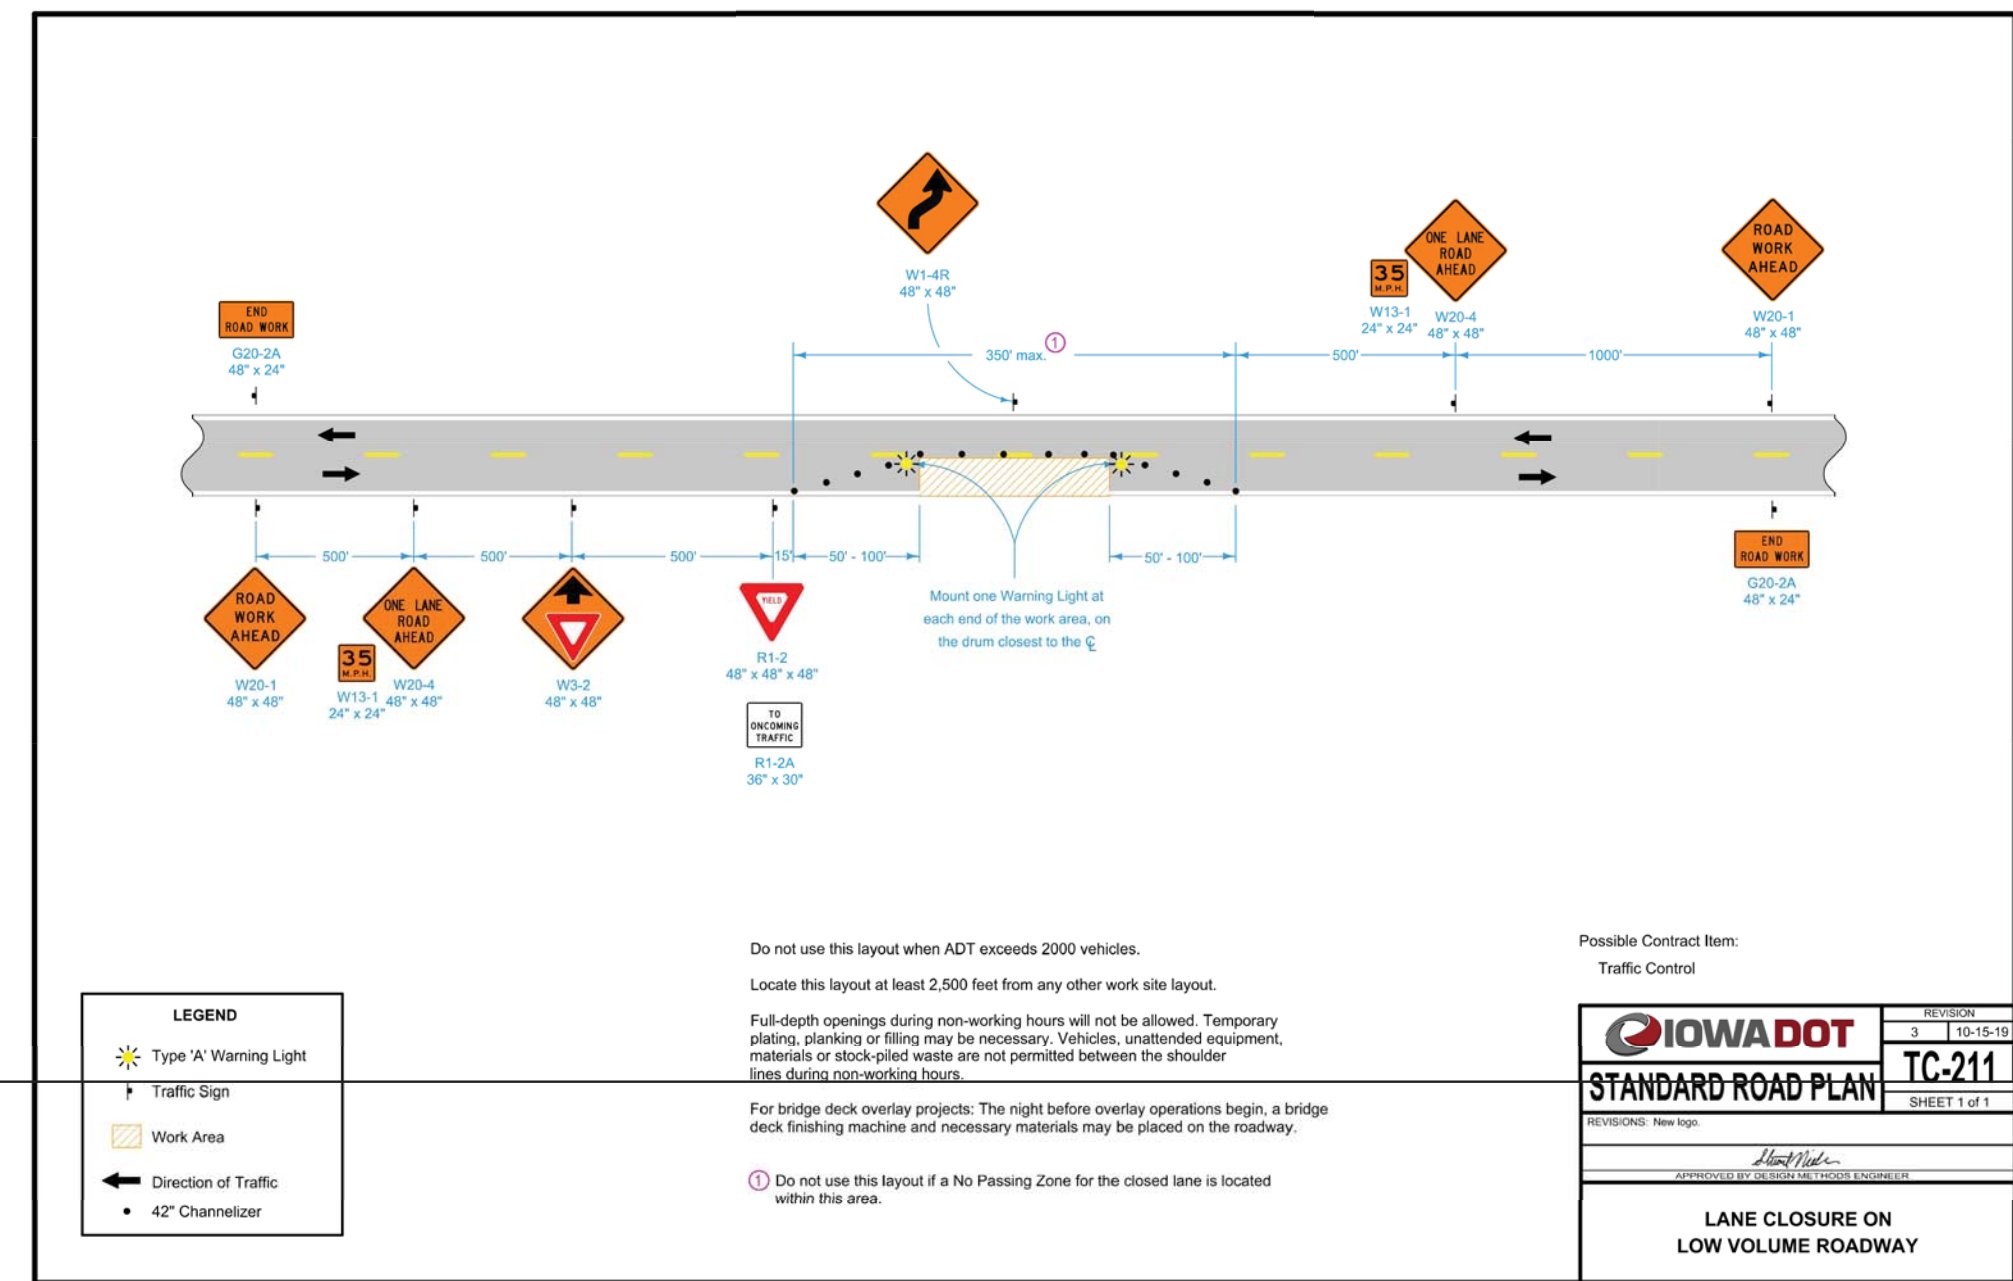 W1-4R
48" x 48"
END
ROAD WORK
G20-2A
48" x 24"
350' max. 1
35
M.P.H.
W13-1
24" x 24"
ONE LANE
ROAD
AHEAD
W20-4
48" x 48"
ROAD
WORK
AHEAD
W20-1
48" x 48"
500'
1000'
500'
500'
500'
15'
50' - 100'
50' - 100'
ROAD
WORK
AHEAD
W20-1
48" x 48"
35
M.P.H.
W13-1
24" x 24"
ONE LANE
ROAD
AHEAD
W20-4
48" x 48"
W3-2
48" x 48"
YIELD
R1-2
48" x 48" x 48"
TO
ONCOMING
TRAFFIC
R1-2A
36" x 30"
Mount one Warning Light at
each end of the work area, on
the drum closest to the ℄
END
ROAD WORK
G20-2A
48" x 24"
LEGEND
Type 'A' Warning Light
Traffic Sign
Work Area
Direction of Traffic
42" Channelizer
Do not use this layout when ADT exceeds 2000 vehicles.
Locate this layout at least 2,500 feet from any other work site layout.
Full-depth openings during non-working hours will not be allowed. Temporary
plating, planking or filling may be necessary. Vehicles, unattended equipment,
materials or stock-piled waste are not permitted between the shoulder
lines during non-working hours.
For bridge deck overlay projects: The night before overlay operations begin, a bridge
deck finishing machine and necessary materials may be placed on the roadway.
1 Do not use this layout if a No Passing Zone for the closed lane is located
within this area.
Possible Contract Item:
Traffic Control
IOWADOT
STANDARD ROAD PLAN
REVISION
3 10-15-19
TC-211
SHEET 1 of 1
REVISIONS: New logo.
APPROVED BY DESIGN METHODS ENGINEER
LANE CLOSURE ON
LOW VOLUME ROADWAY